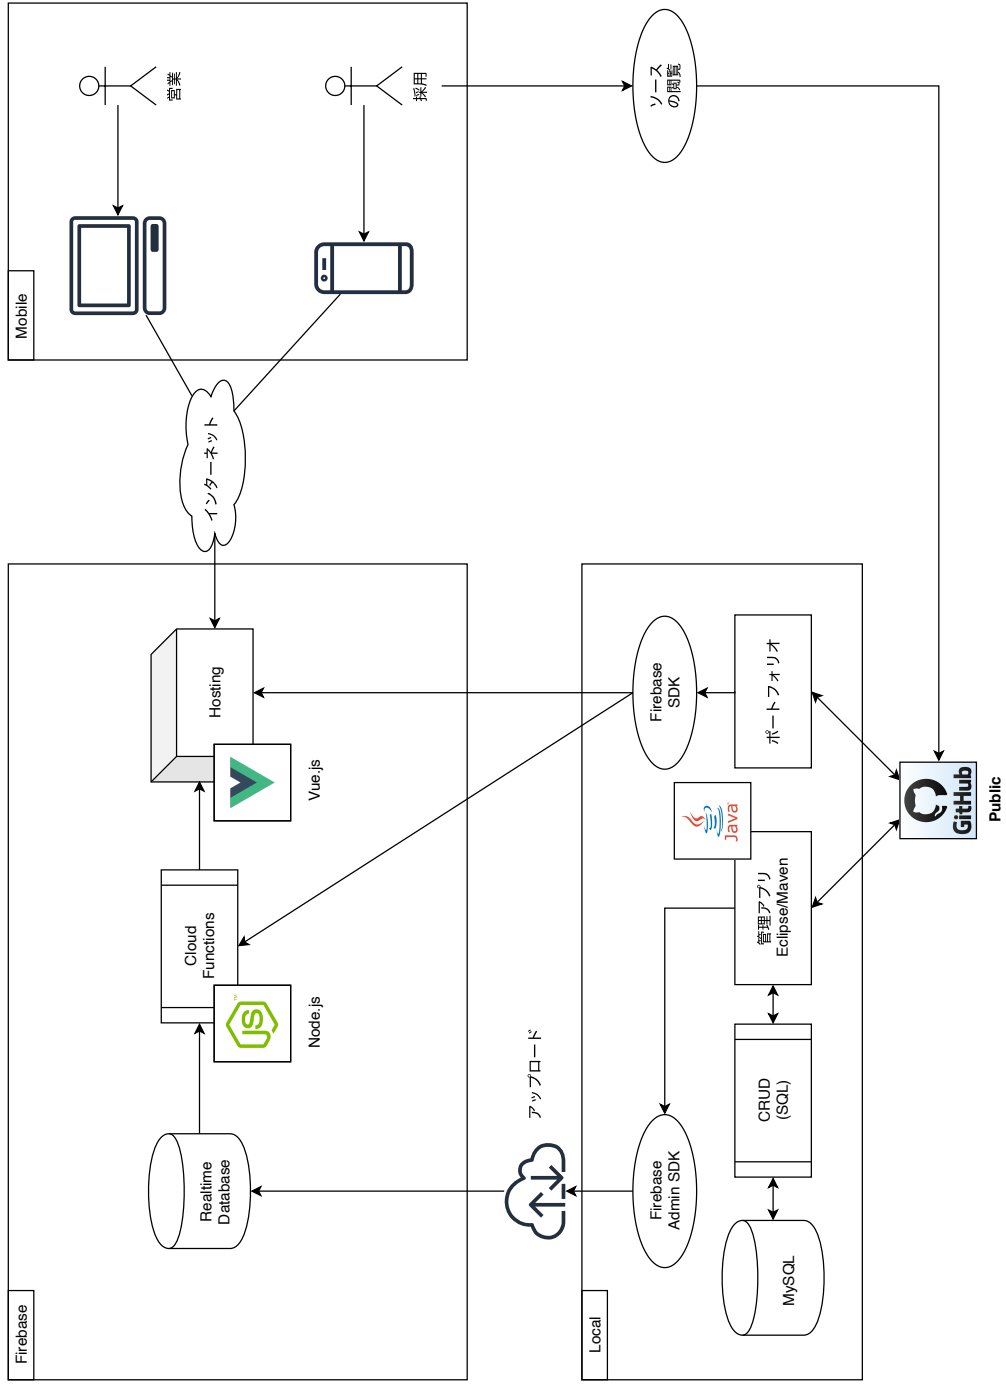 Firebase
Realtime
Database
Cloud
Functions
JS™
Node.js
Hosting
Vue.js
インターネット
Mobile
営業
採用
アップロード
Local
Firebase
Admin SDK
Firebase
SDK
ソース
の閲覧
MySQL
CRUD
(SQL)
Java
管理アプリ
Eclipse/Maven
ポートフォリオ
GitHub
Public